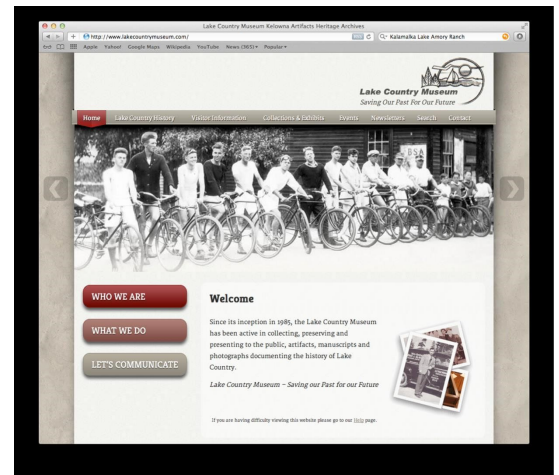 Lake Country Museum Kelowna Artifacts Heritage Archives
http://www.lakecountrymuseum.com/
Kalamalka Lake Amory Ranch
Apple Yahoo! Google Maps Wikipedia YouTube News (365) Popular
Lake Country Museum
Saving Our Past For Our Future
Home Lake Country History Visitor Information Collections & Exhibits Events Newsletters Search Contact
BSA
WHO WE ARE
WHAT WE DO
LET'S COMMUNICATE
Welcome
Since its inception in 1985, the Lake Country Museum
has been active in collecting, preserving and
presenting to the public, artifacts, manuscripts and
photographs documenting the history of Lake
Country.
Lake Country Museum – Saving our Past for our Future
If you are having difficulty viewing this website please go to our Help page.